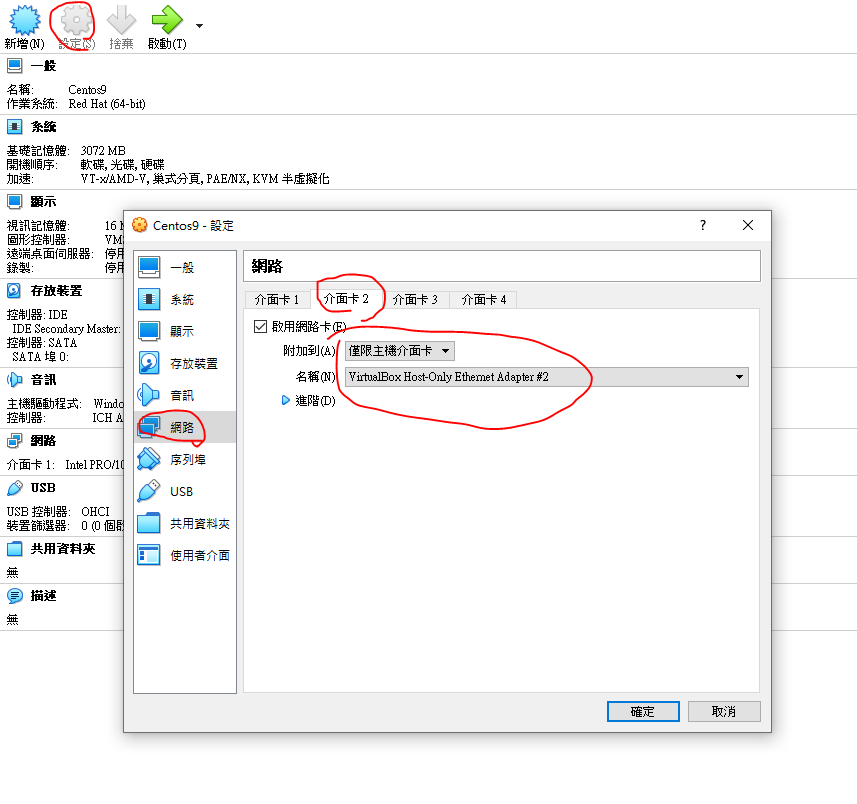 新增(N) 設定(S) 捨棄 啟動(T)
一般
名稱: Centos9
作業系統: Red Hat (64-bit)
系統
基礎記憶體: 3072 MB
開機順序: 軟碟, 光碟, 硬碟
加速: VT-x/AMD-V, 巢式分頁, PAE/NX, KVM 半虛擬化
顯示
視訊記憶體: 16
圖形控制器:
遠端桌面伺服器: 停用
錄製: 停用
存放裝置
控制器: IDE
IDE Secondary Master:
控制器: SATA
SATA 埠 0:
音訊
主機驅動程式: Windo
控制器: ICH A
網路
介面卡 1: Intel PRO/10
USB
USB 控制器: OHCI
裝置篩選器: 0 (0 個
共用資料夾
無
描述
無
Centos9 - 設定 ?
一般
系統
顯示
存放裝置
音訊
網路
序列埠
USB
共用資料夾
使用者介面
網路
介面卡 1 介面卡 2 介面卡 3 介面卡 4
啟用網路卡(E)
附加到(A) 僅限主機介面卡
名稱(N) VirtualBox Host-Only Ethernet Adapter #2
進階(D)
確定 取消